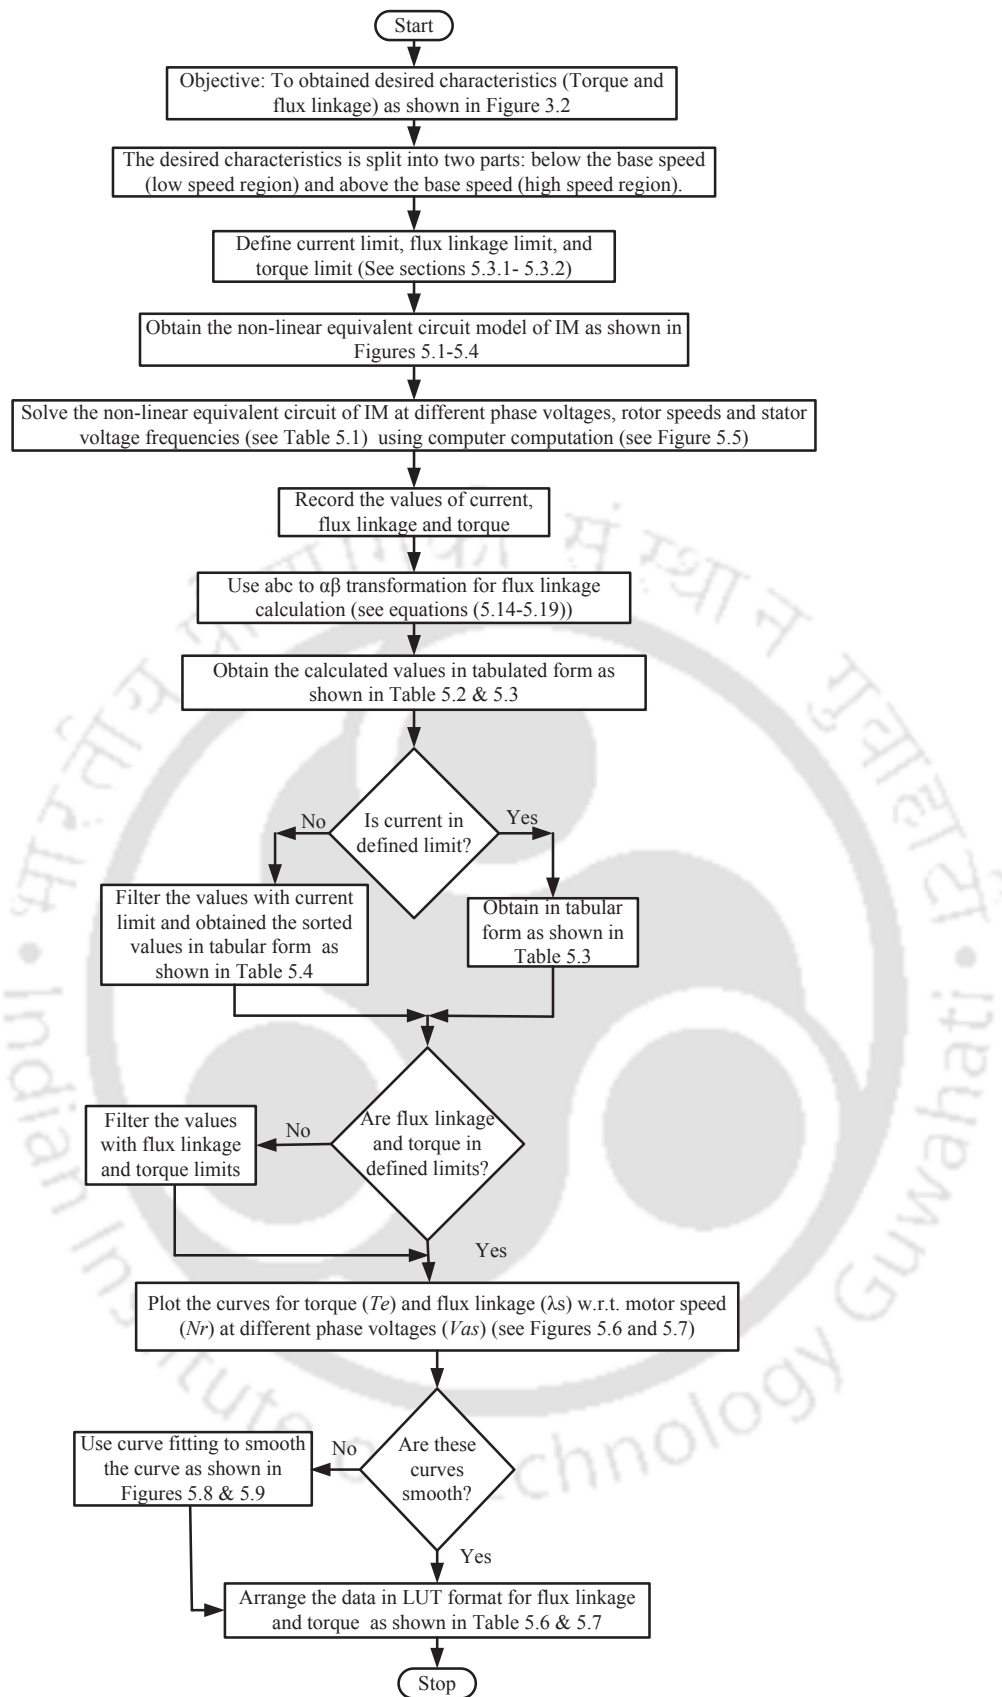 Start
Objective: To obtained desired characteristics (Torque and
flux linkage) as shown in Figure 3.2
The desired characteristics is split into two parts: below the base speed
(low speed region) and above the base speed (high speed region).
Define current limit, flux linkage limit, and
torque limit (See sections 5.3.1- 5.3.2)
Obtain the non-linear equivalent circuit model of IM as shown in
Figures 5.1-5.4
Solve the non-linear equivalent circuit of IM at different phase voltages, rotor speeds and stator
voltage frequencies (see Table 5.1) using computer computation (see Figure 5.5)
Record the values of current,
flux linkage and torque
Use abc to αβ transformation for flux linkage
calculation (see equations (5.14-5.19))
Obtain the calculated values in tabulated form as
shown in Table 5.2 & 5.3
Is current in
defined limit?
No
Yes
Filter the values with current
limit and obtained the sorted
values in tabular form as
shown in Table 5.4
Obtain in tabular
form as shown in
Table 5.3
Are flux linkage
and torque in
defined limits?
No
Filter the values
with flux linkage
and torque limits
Yes
Plot the curves for torque (Te) and flux linkage (λs) w.r.t. motor speed
(Nr) at different phase voltages (Vas) (see Figures 5.6 and 5.7)
Are these
curves
smooth?
No
Use curve fitting to smooth
the curve as shown in
Figures 5.8 & 5.9
Yes
Arrange the data in LUT format for flux linkage
and torque as shown in Table 5.6 & 5.7
Stop
भारतीय प्रौद्योगिकी संस्थान गुवाहाटी
Indian Institute of Technology Guwahati